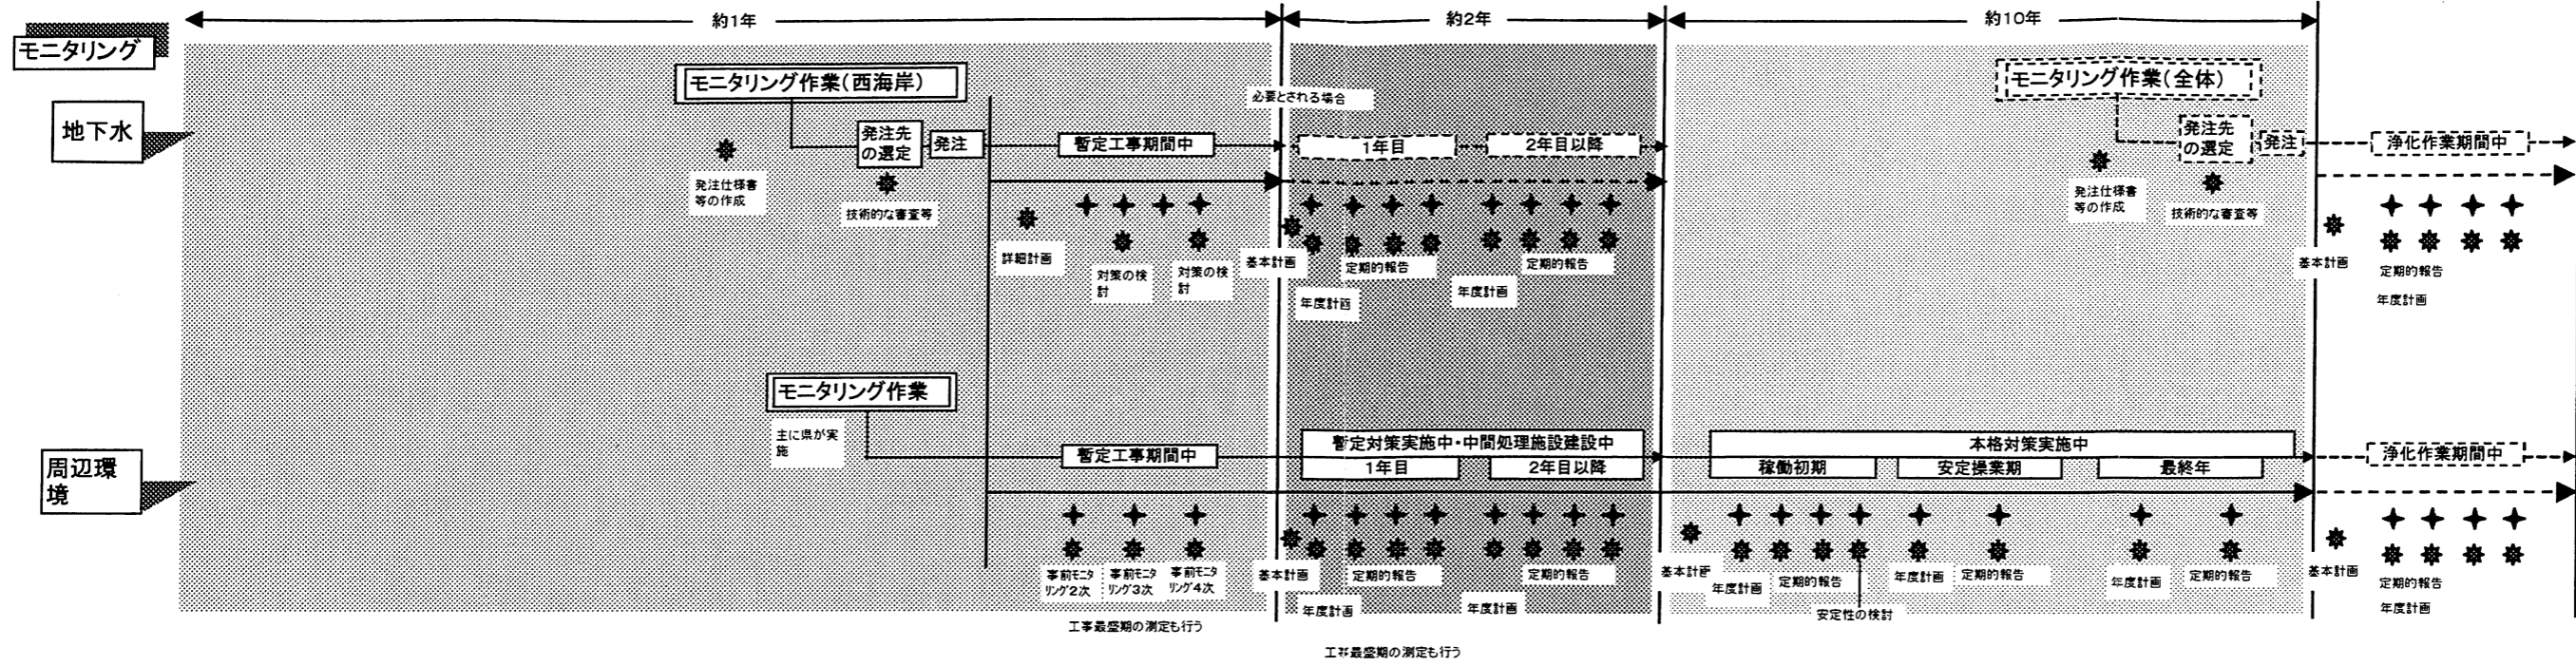 約1年
約2年
約10年
モニタリング
モニタリング作業(西海岸)
モニタリング作業(全体)
必要とされる場合
地下水
発注先
の選定
発注
暫定工事期間中
1年目
2年目以降
発注先
の選定
発注
浄化作業期間中
発注仕様書
等の作成
技術的な審査等
発注仕様書
等の作成
技術的な審査等
詳細計画
対策の検
討
対策の検
討
基本計画
定期的報告
年度計画
定期的報告
年度計画
基本計画
定期的報告
年度計画
モニタリング作業
主に県が実
施
周辺環
境
暫定工事期間中
暫定対策実施中・中間処理施設建設中
1年目
2年目以降
本格対策実施中
稼働初期
安定操業期
最終年
浄化作業期間中
事前モニタ
リング2次
事前モニタ
リング3次
事前モニタ
リング4次
基本計画
定期的報告
年度計画
定期的報告
年度計画
基本計画
年度計画
定期的報告
安定性の検討
年度計画
定期的報告
年度計画
定期的報告
基本計画
定期的報告
年度計画
工事最盛期の測定も行う
工事最盛期の測定も行う